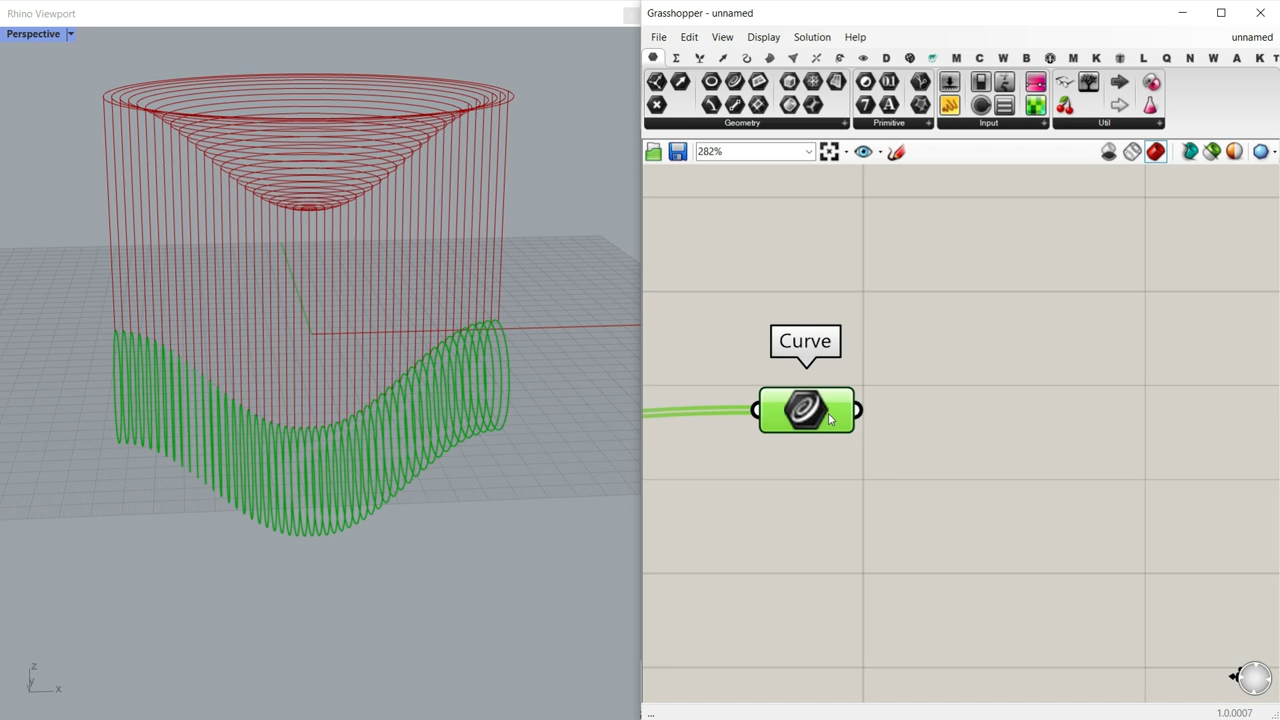 Rhino Viewport
Perspective
z
y
x
Grasshopper - unnamed
File Edit View Display Solution Help
unnamed
D M C W B M K L Q N W A K T
Geometry Primitive Input Util
282%
Curve
...
1.0.0007